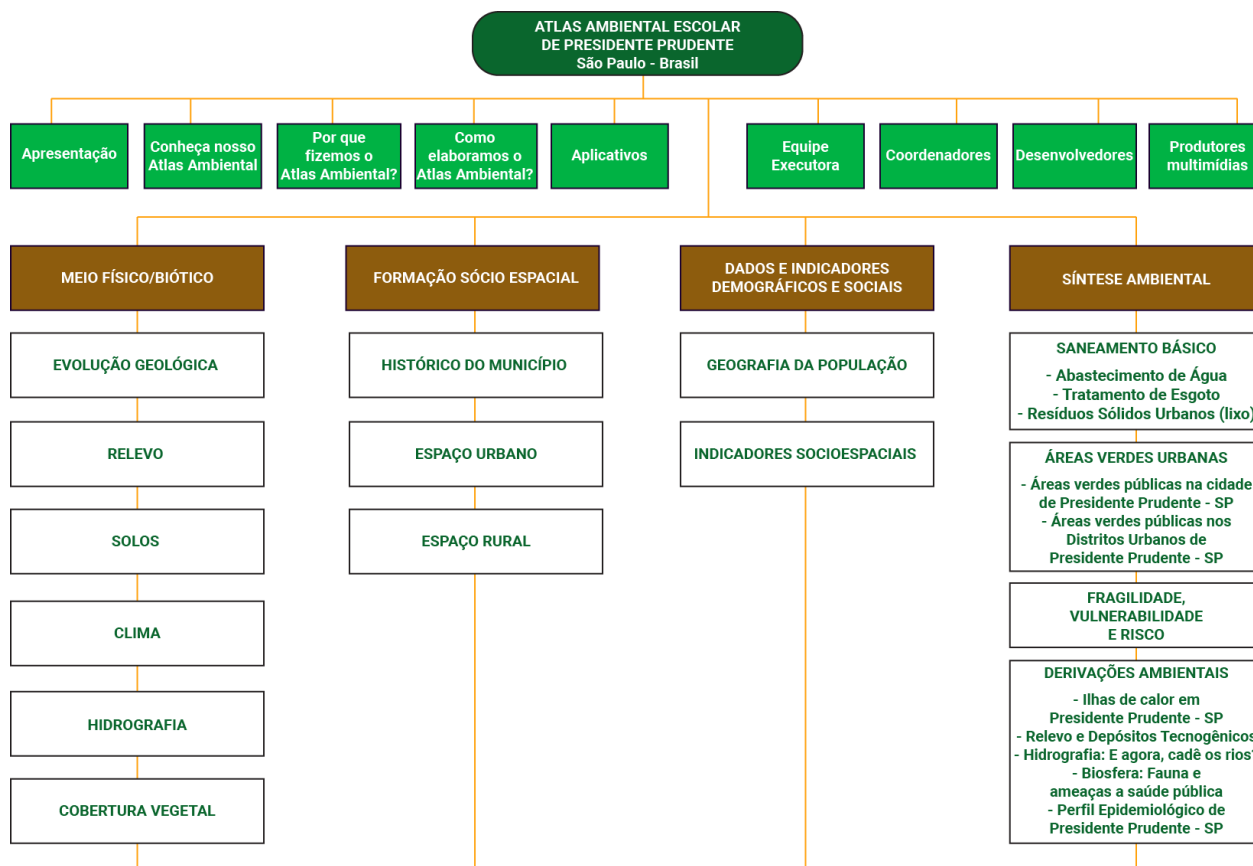 ATLAS AMBIENTAL ESCOLAR
DE PRESIDENTE PRUDENTE
São Paulo - Brasil
Apresentação
Conheça nosso
Atlas Ambiental
Por que
fizemos o
Atlas Ambiental?
Como
elaboramos o
Atlas Ambiental?
Aplicativos
Equipe
Executora
Coordenadores
Desenvolvedores
Produtores
multimídias
MEIO FÍSICO/BIÓTICO
EVOLUÇÃO GEOLÓGICA
RELEVO
SOLOS
CLIMA
HIDROGRAFIA
COBERTURA VEGETAL
FORMAÇÃO SÓCIO ESPACIAL
HISTÓRICO DO MUNICÍPIO
ESPAÇO URBANO
ESPAÇO RURAL
DADOS E INDICADORES
DEMOGRÁFICOS E SOCIAIS
GEOGRAFIA DA POPULAÇÃO
INDICADORES SOCIOESPACIAIS
SÍNTESE AMBIENTAL
SANEAMENTO BÁSICO
- Abastecimento de Água
- Tratamento de Esgoto
- Resíduos Sólidos Urbanos (lixo)
ÁREAS VERDES URBANAS
- Áreas verdes públicas na cidade
de Presidente Prudente - SP
- Áreas verdes públicas nos
Distritos Urbanos de
Presidente Prudente - SP
FRAGILIDADE,
VULNERABILIDADE
E RISCO
DERIVAÇÕES AMBIENTAIS
- Ilhas de calor em
Presidente Prudente - SP
- Relevo e Depósitos Tecnogênicos
- Hidrografia: E agora, cadê os rios?
- Biosfera: Fauna e
ameaças a saúde pública
- Perfil Epidemiológico de
Presidente Prudente - SP